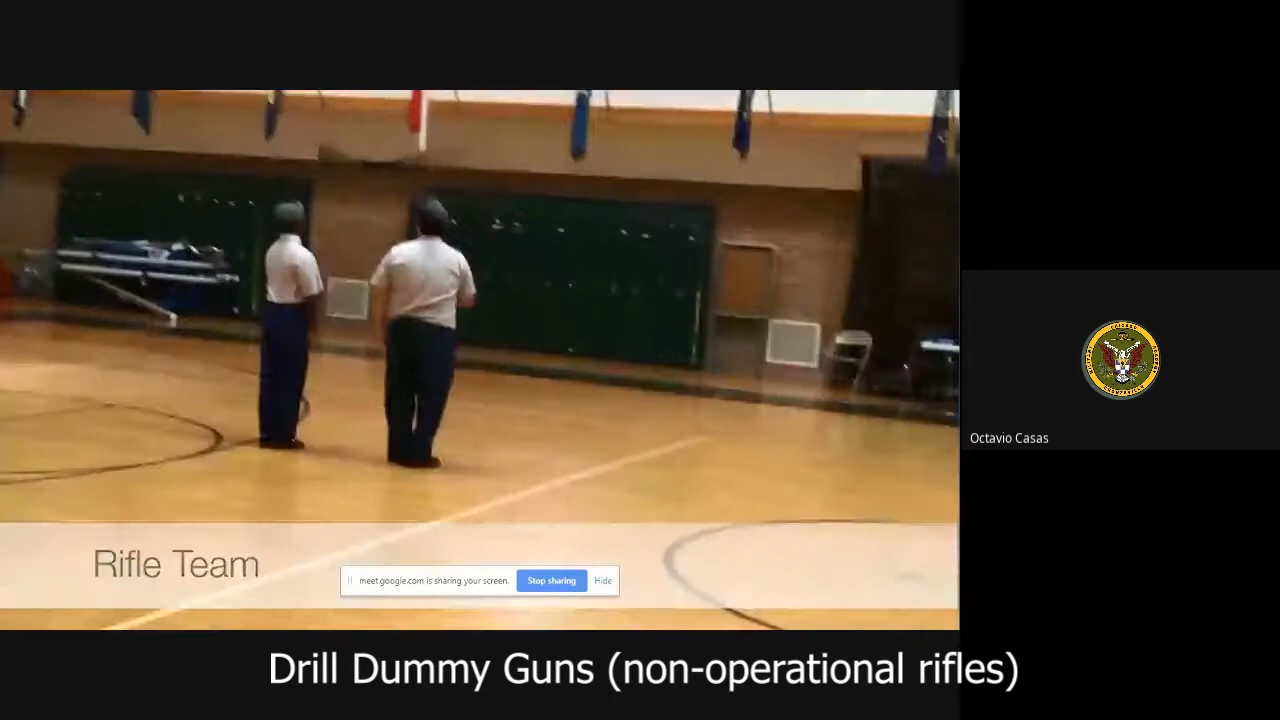 Rifle Team
meet.google.com is sharing your screen.
Stop sharing
Hide
Octavio Casas
Drill Dummy Guns (non-operational rifles)